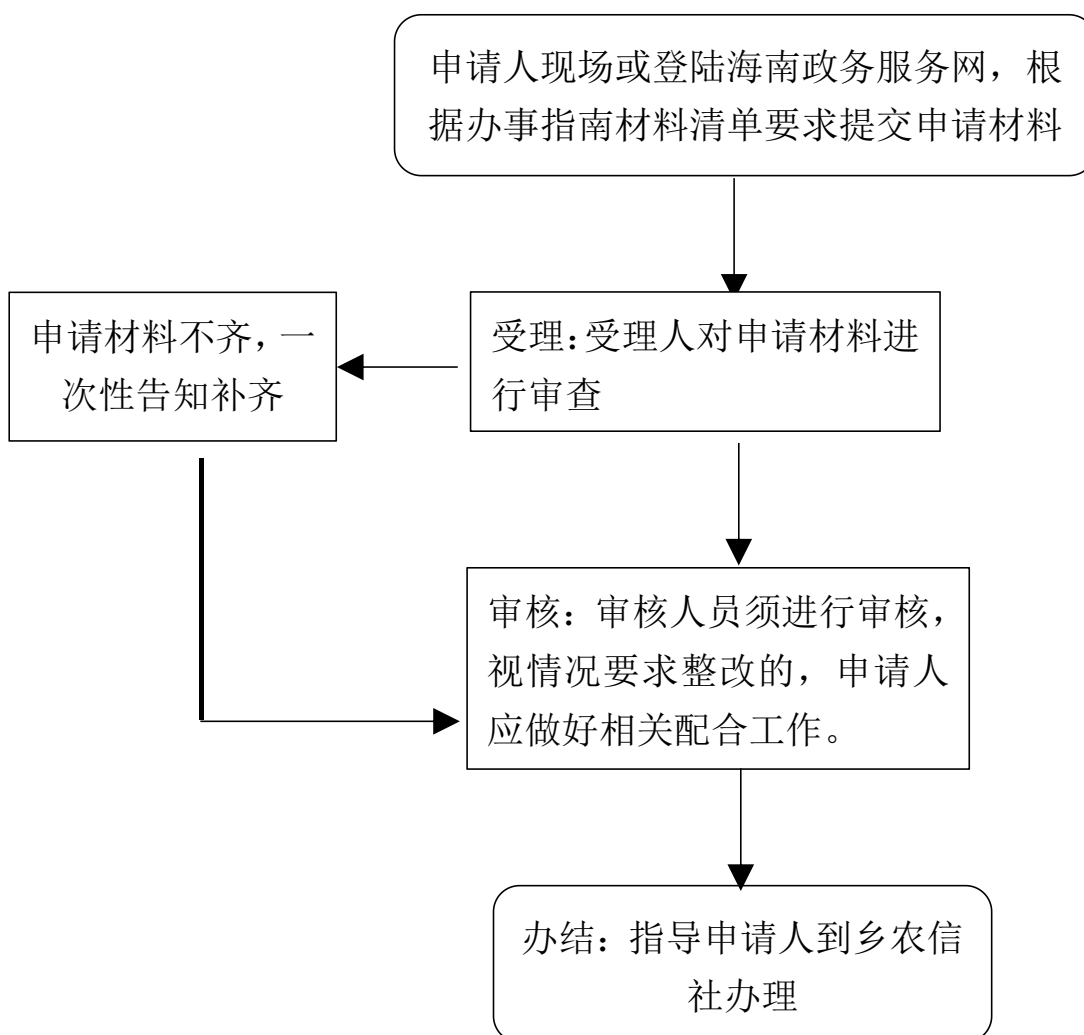 申请人现场或登陆海南政务服务网，根
据办事指南材料清单要求提交申请材料
申请材料不齐，一
次性告知补齐
受理：受理人对申请材料进
行审查
审核：审核人员须进行审核，
视情况要求整改的，申请人
应做好相关配合工作。
办结：指导申请人到乡农信
社办理